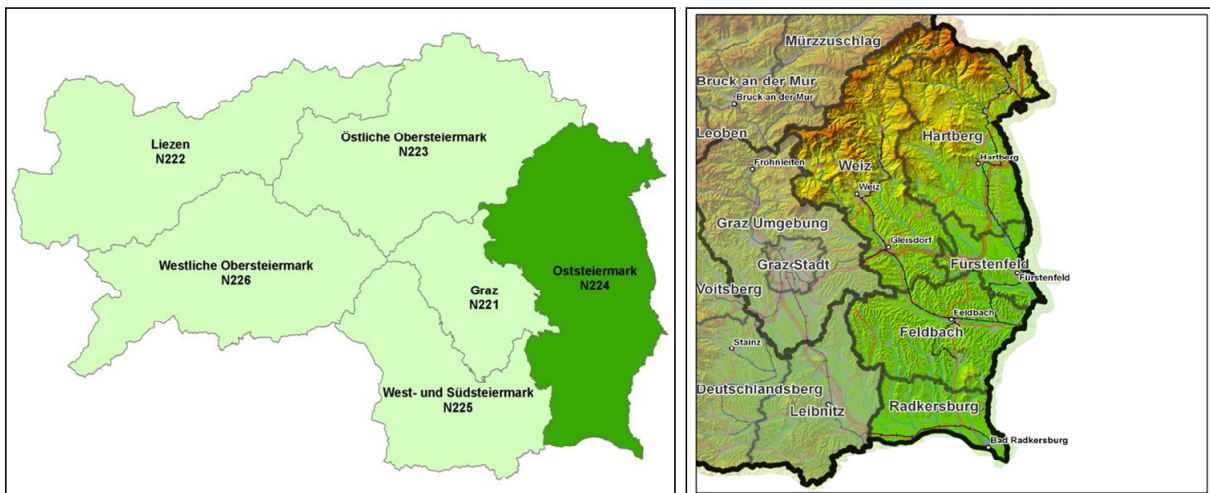 Liezen
N222
Östliche Obersteiermark
N223
Westliche Obersteiermark
N226
Graz
N221
Oststeiermark
N224
West- und Südsteiermark
N225
Mürzzuschlag
Bruck an der Mur
Bruck an der Mur
Leoben
Hartberg
Frohnleiten
Hartberg
Weiz
Weiz
Graz Umgebung
Gleisdorf
Graz-Stadt
Fürstenfeld
Fürstenfeld
Voitsberg
Feldbach
Feldbach
Stainz
Deutschlandsberg
Leibnitz
Radkersburg
Bad Radkersburg